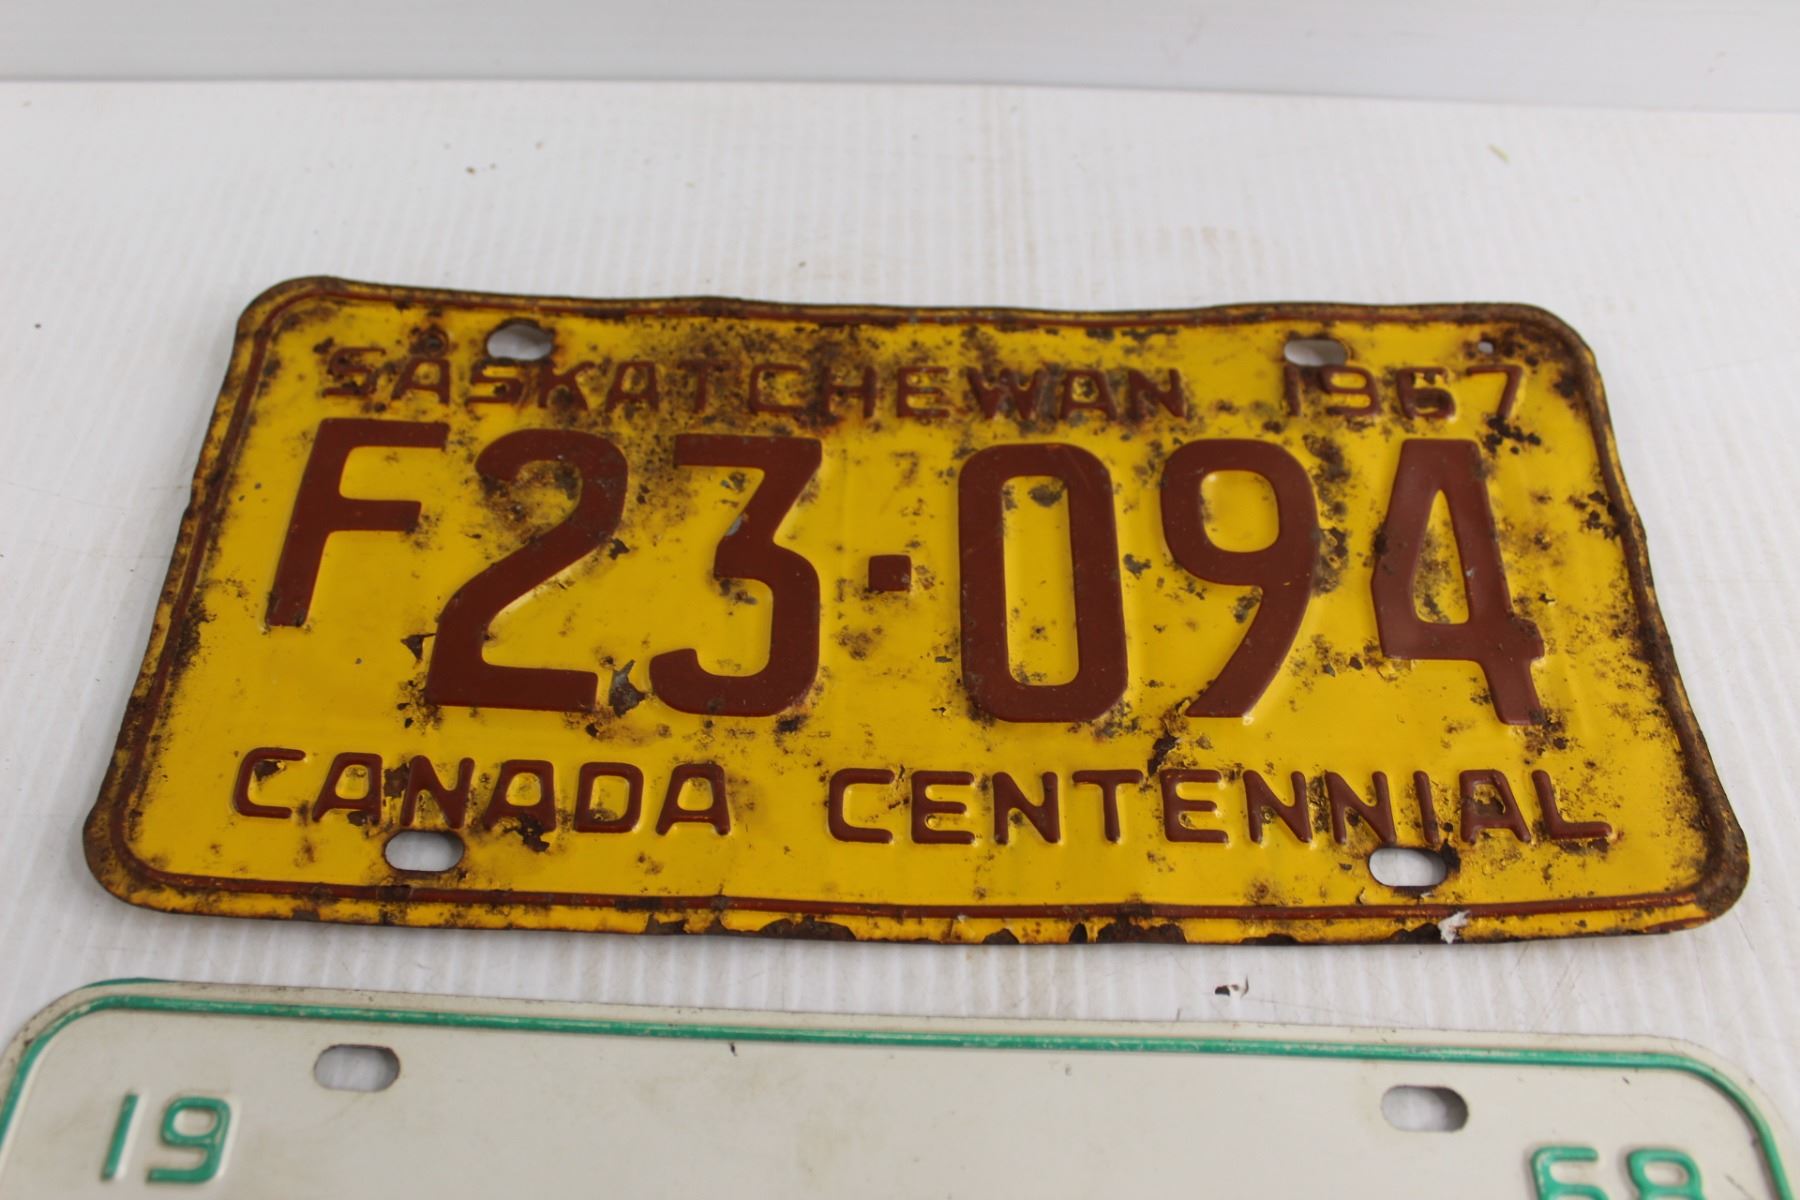 SASKATCHEWAN 1967
F23·094
CANADA CENTENNIAL
19 68